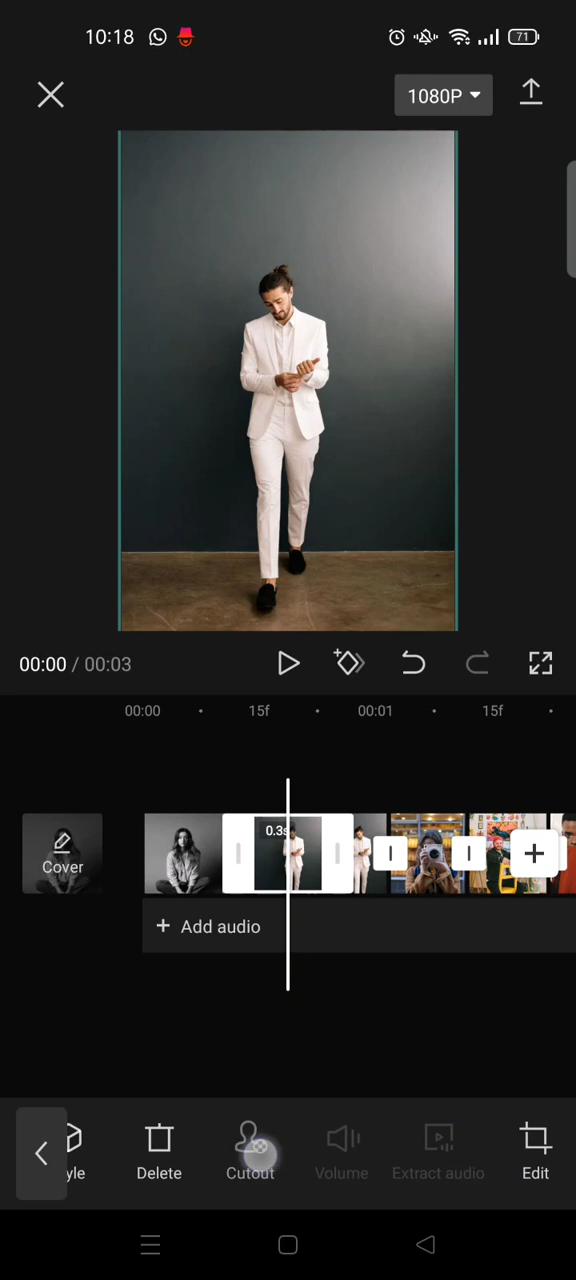 10:18
71
1080P
00:00 / 00:03
00:00 15f 00:01 15f
0.3s
Cover
+ Add audio
yle Delete Cutout Volume Extract audio Edit